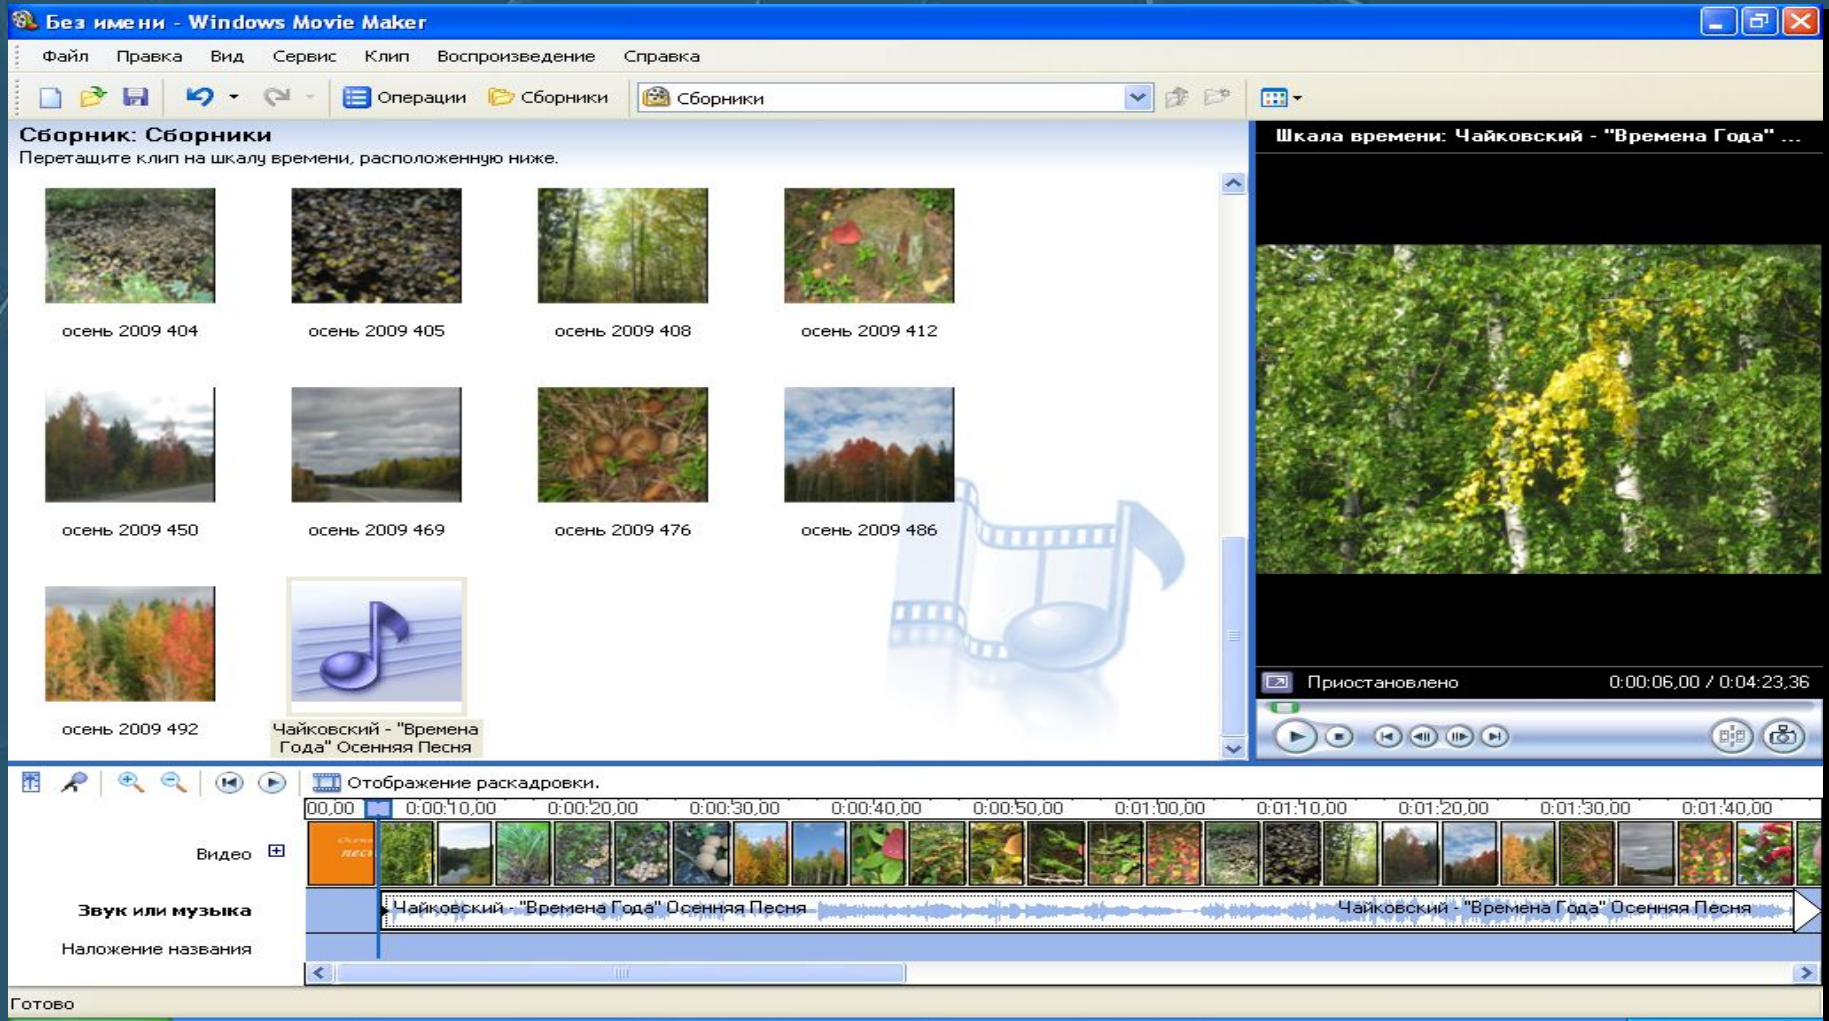 Без имени - Windows Movie Maker
Файл Правка Вид Сервис Клип Воспроизведение Справка
Операции Сборники Сборники
Сборник: Сборники
Перетащите клип на шкалу времени, расположенную ниже.
Шкала времени: Чайковский - "Времена Года" ...
осень 2009 404 осень 2009 405 осень 2009 408 осень 2009 412
осень 2009 450 осень 2009 469 осень 2009 476 осень 2009 486
осень 2009 492 Чайковский - "Времена
Года" Осенняя Песня
Приостановлено 0:00:06,00 / 0:04:23,36
Отображение раскадровки.
00,00 0:00:10,00 0:00:20,00 0:00:30,00 0:00:40,00 0:00:50,00 0:01:00,00 0:01:10,00 0:01:20,00 0:01:30,00 0:01:40,00
Видео
Звук или музыка Чайковский - "Времена Года" Осенняя Песня Чайковский - "Времена Года" Осенняя Песня
Наложение названия
Готово